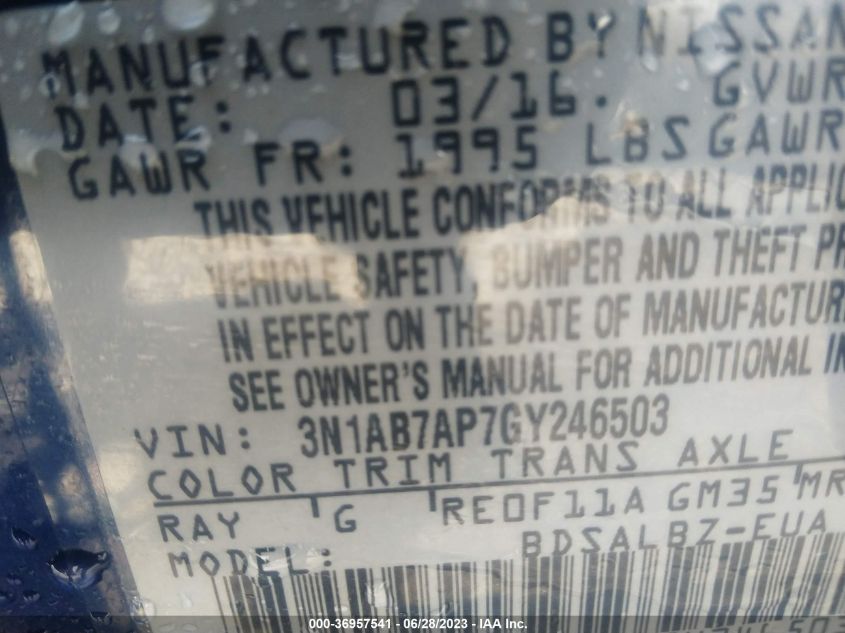 MANUFACTURED BY NISSAN
DATE: 03/16. GVWR
GAWR FR: 1995 LBS GAWR
THIS VEHICLE CONFORMS TO ALL APPLIC
VEHICLE SAFETY, BUMPER AND THEFT PR
IN EFFECT ON THE DATE OF MANUFACTUR
SEE OWNER'S MANUAL FOR ADDITIONAL IN
VIN: 3N1AB7AP7GY246503
COLOR TRIM TRANS AXLE
RAY G RE0F11A GM35 MR
MODEL: BDSALBZ-EUA
000-36957541 - 06/28/2023 - IAA Inc.